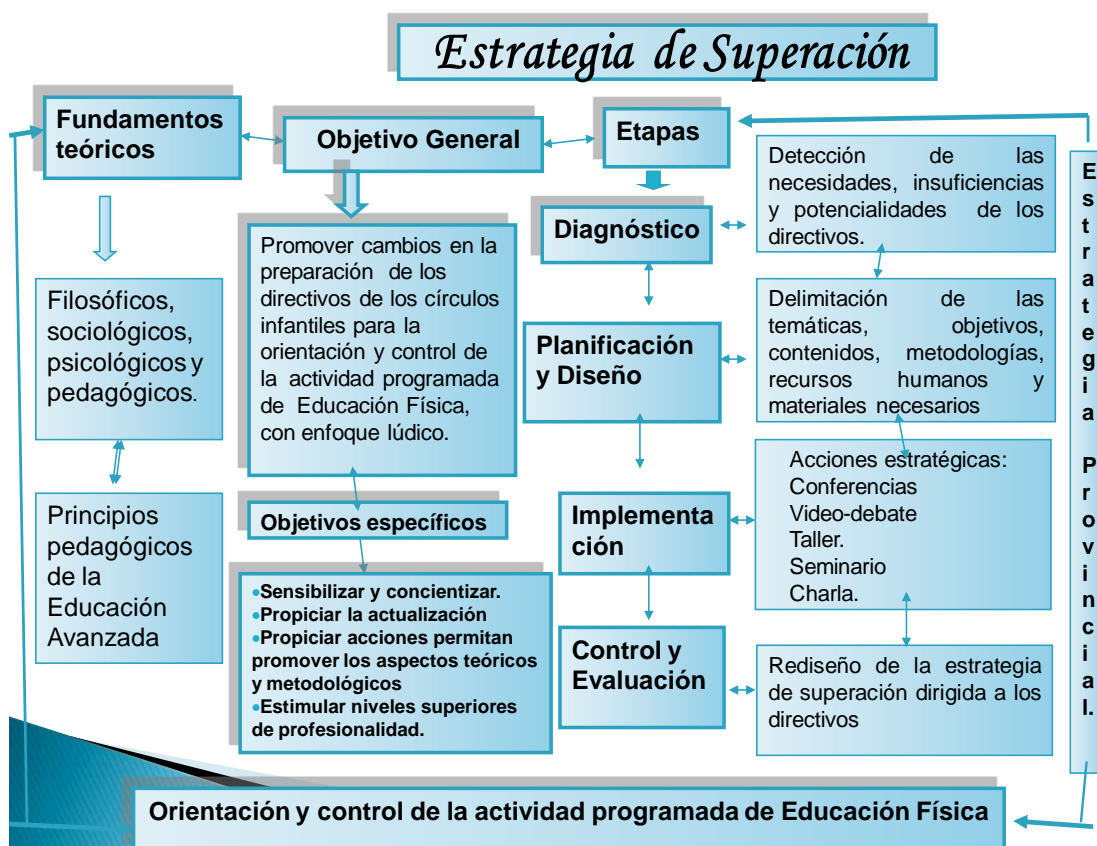 Estrategia de Superación
Fundamentos
teóricos
Filosóficos,
sociológicos,
psicológicos y
pedagógicos.
Principios
pedagógicos
de la
Educación
Avanzada
Objetivo General
Promover cambios en la
preparación de los
directivos de los círculos
infantiles para la
orientación y control de
la actividad programada
de Educación Física,
con enfoque lúdico.
Objetivos específicos
•Sensibilizar y concientizar.
•Propiciar la actualización
•Propiciar acciones permitan
promover los aspectos teóricos
y metodológicos
•Estimular niveles superiores
de profesionalidad.
Etapas
Diagnóstico
Detección de las
necesidades, insuficiencias
y potencialidades de los
directivos.
Planificación
y Diseño
Delimitación de las
temáticas, objetivos,
contenidos, metodologías,
recursos humanos y
materiales necesarios
Implementa
ción
Acciones estratégicas:
Conferencias
Video-debate
Taller.
Seminario
Charla.
Control y
Evaluación
Rediseño de la estrategia
de superación dirigida a los
directivos
Estrategia Provincial.
Orientación y control de la actividad programada de Educación Física